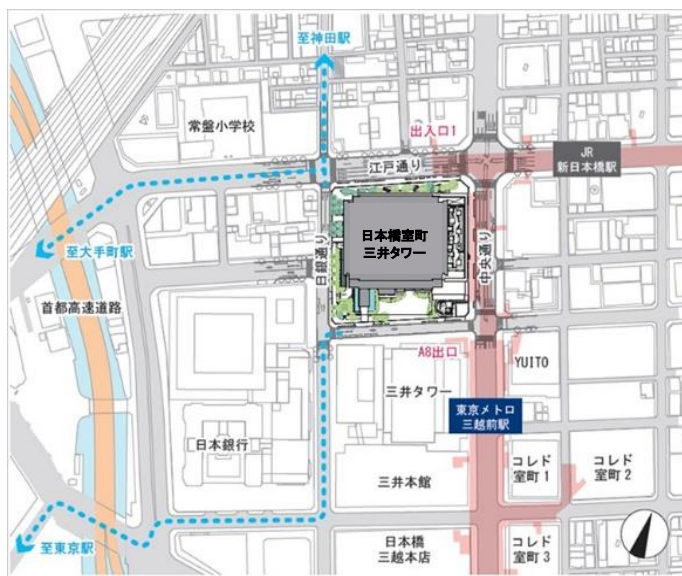 至神田駅
常盤小学校
出入口1
江戸通り
JR
新日本橋駅
至大手町駅
日銀通り
日本橋室町
三井タワー
中央通り
首都高速道路
A8出口
YUITO
三井タワー
東京メトロ
三越前駅
日本銀行
三井本館
コレド
室町1
コレド
室町2
至東京駅
日本橋
三越本店
コレド
室町3